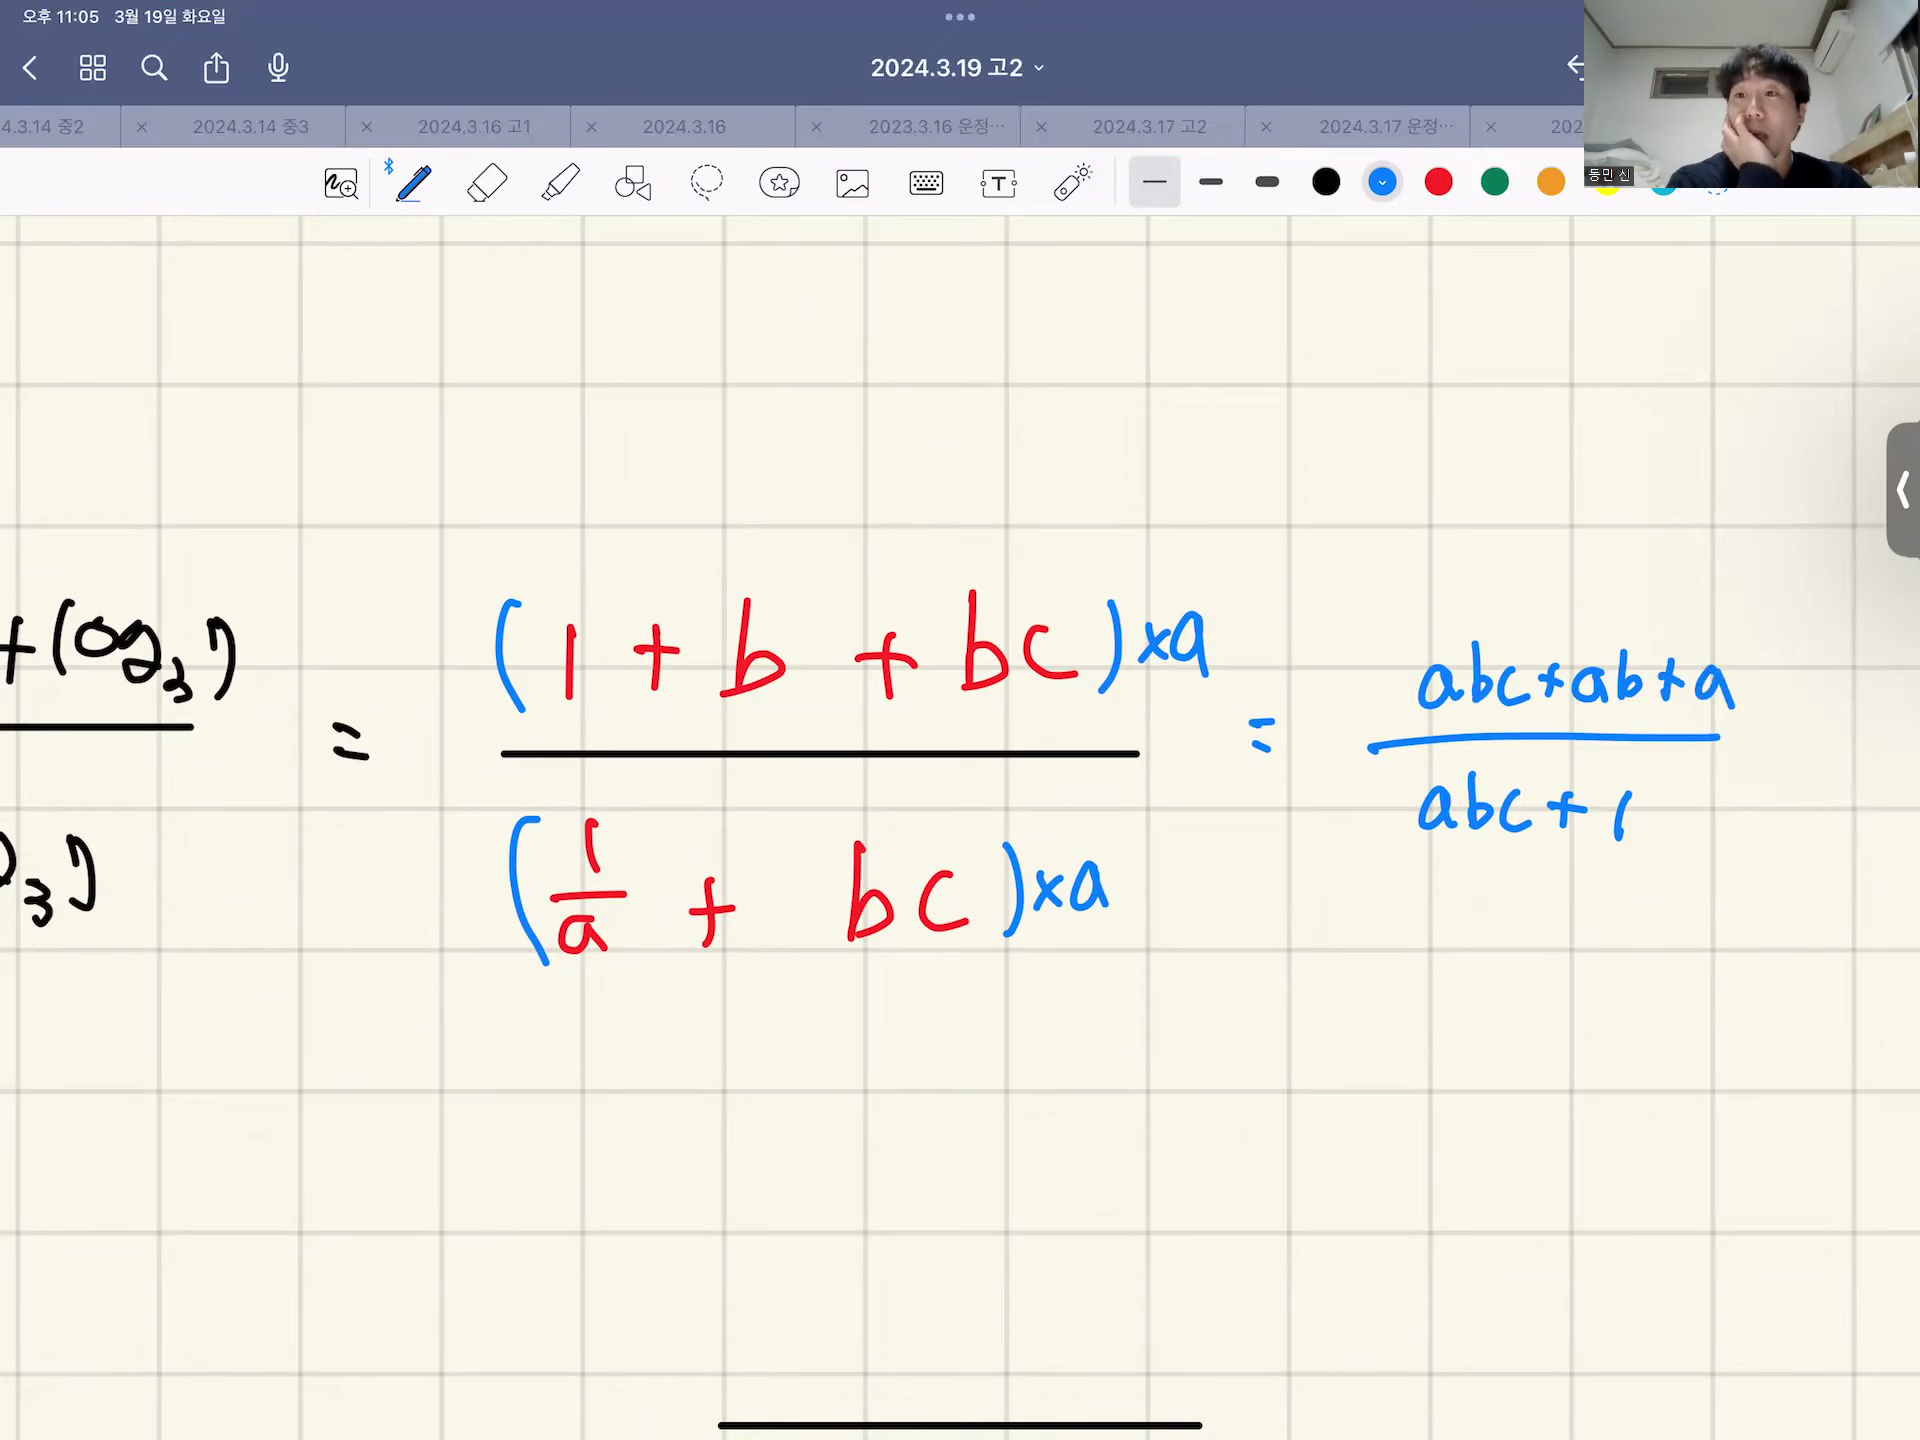 오후 11:05 3월 19일 화요일
2024.3.19 고2
4.3.14 중2 2024.3.14 중3 2024.3.16 고1 2024.3.16 2023.3.16 운정… 2024.3.17 고2 2024.3.17 운정… 202
동민 신
+ log₃7 = (1 + b + bc)×a / (1/a + bc)×a = abc+ab+a / abc+1
₃7